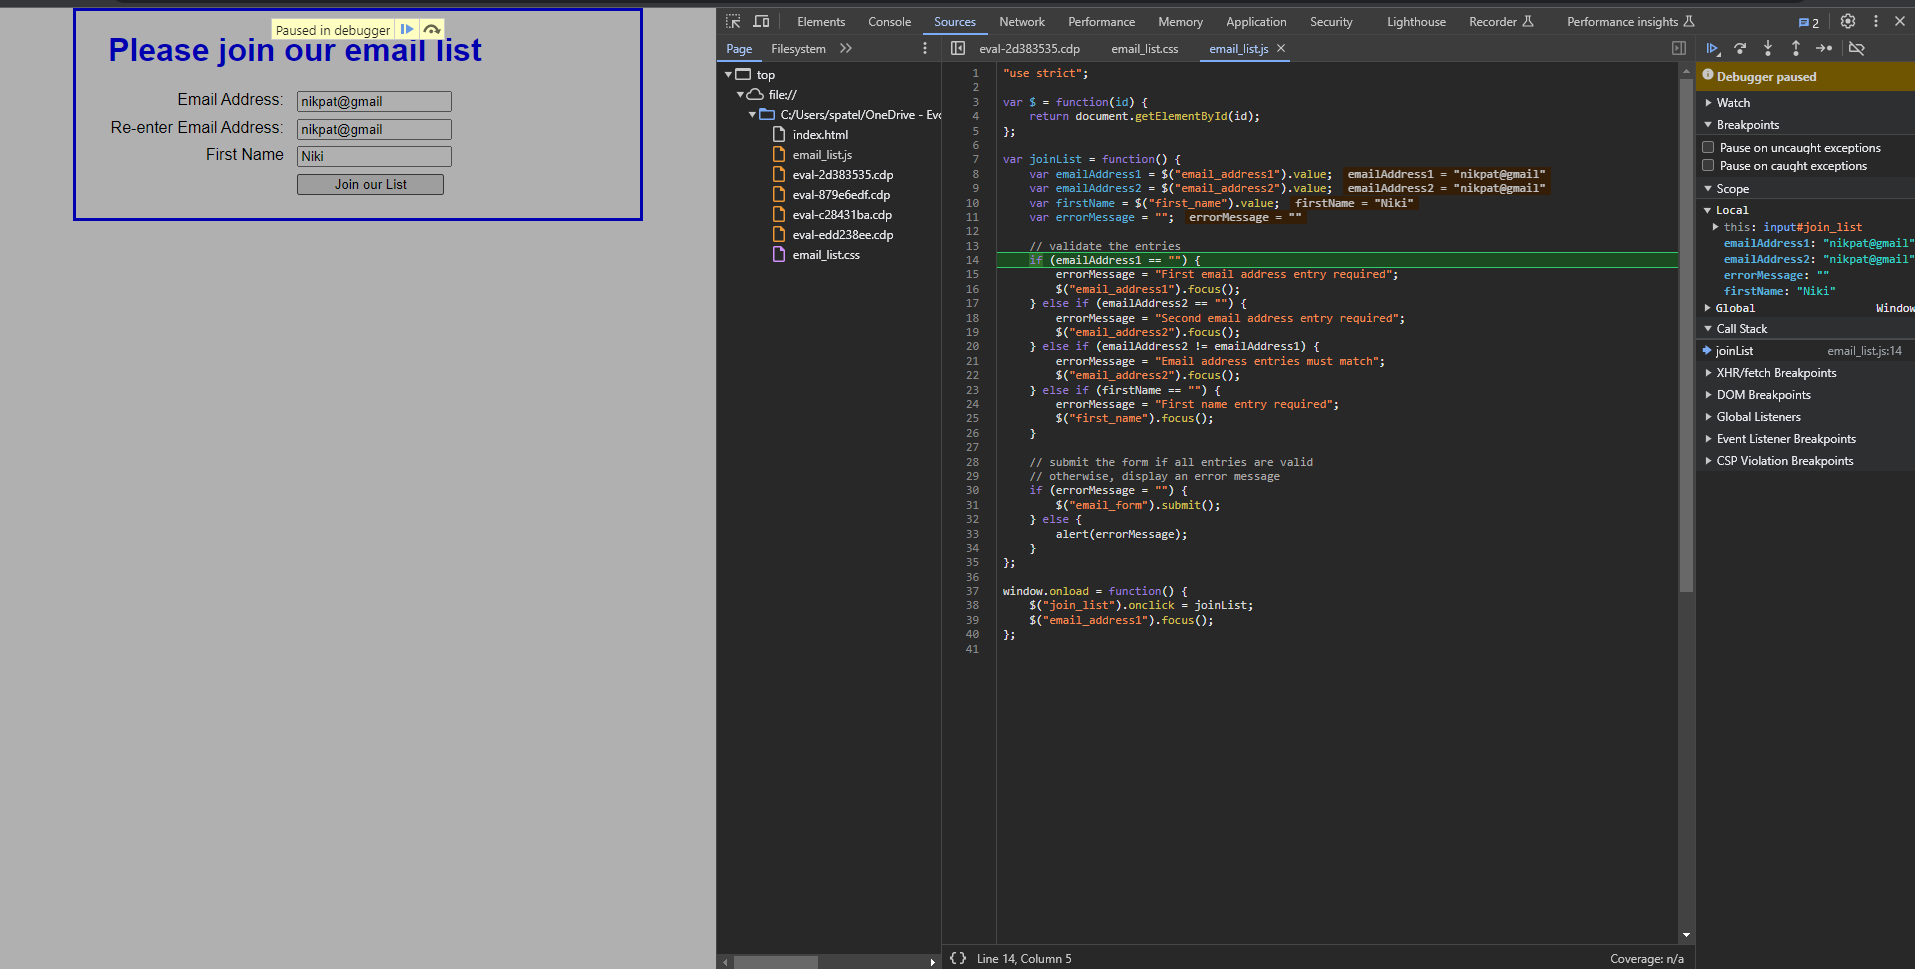 Paused in debugger
Please join our email list
Email Address: nikpat@gmail
Re-enter Email Address: nikpat@gmail
First Name Niki
Join our List
Elements Console Sources Network Performance Memory Application Security Lighthouse Recorder Performance insights 2
Page Filesystem
top
file://
C:/Users/spatel/OneDrive - Evo
index.html
email_list.js
eval-2d383535.cdp
eval-879e6edf.cdp
eval-c28431ba.cdp
eval-edd238ee.cdp
email_list.css
eval-2d383535.cdp email_list.css email_list.js
1 "use strict";
2
3 var $ = function(id) {
4 return document.getElementById(id);
5 };
6
7 var joinList = function() {
8 var emailAddress1 = $("email_address1").value; emailAddress1 = "nikpat@gmail"
9 var emailAddress2 = $("email_address2").value; emailAddress2 = "nikpat@gmail"
10 var firstName = $("first_name").value; firstName = "Niki"
11 var errorMessage = ""; errorMessage = ""
12
13 // validate the entries
14 if (emailAddress1 == "") {
15 errorMessage = "First email address entry required";
16 $("email_address1").focus();
17 } else if (emailAddress2 == "") {
18 errorMessage = "Second email address entry required";
19 $("email_address2").focus();
20 } else if (emailAddress2 != emailAddress1) {
21 errorMessage = "Email address entries must match";
22 $("email_address2").focus();
23 } else if (firstName == "") {
24 errorMessage = "First name entry required";
25 $("first_name").focus();
26 }
27
28 // submit the form if all entries are valid
29 // otherwise, display an error message
30 if (errorMessage = "") {
31 $("email_form").submit();
32 } else {
33 alert(errorMessage);
34 }
35 };
36
37 window.onload = function() {
38 $("join_list").onclick = joinList;
39 $("email_address1").focus();
40 };
41
{} Line 14, Column 5 Coverage: n/a
Debugger paused
Watch
Breakpoints
Pause on uncaught exceptions
Pause on caught exceptions
Scope
Local
this: input#join_list
emailAddress1: "nikpat@gmail"
emailAddress2: "nikpat@gmail"
errorMessage: ""
firstName: "Niki"
Global Window
Call Stack
joinList email_list.js:14
XHR/fetch Breakpoints
DOM Breakpoints
Global Listeners
Event Listener Breakpoints
CSP Violation Breakpoints